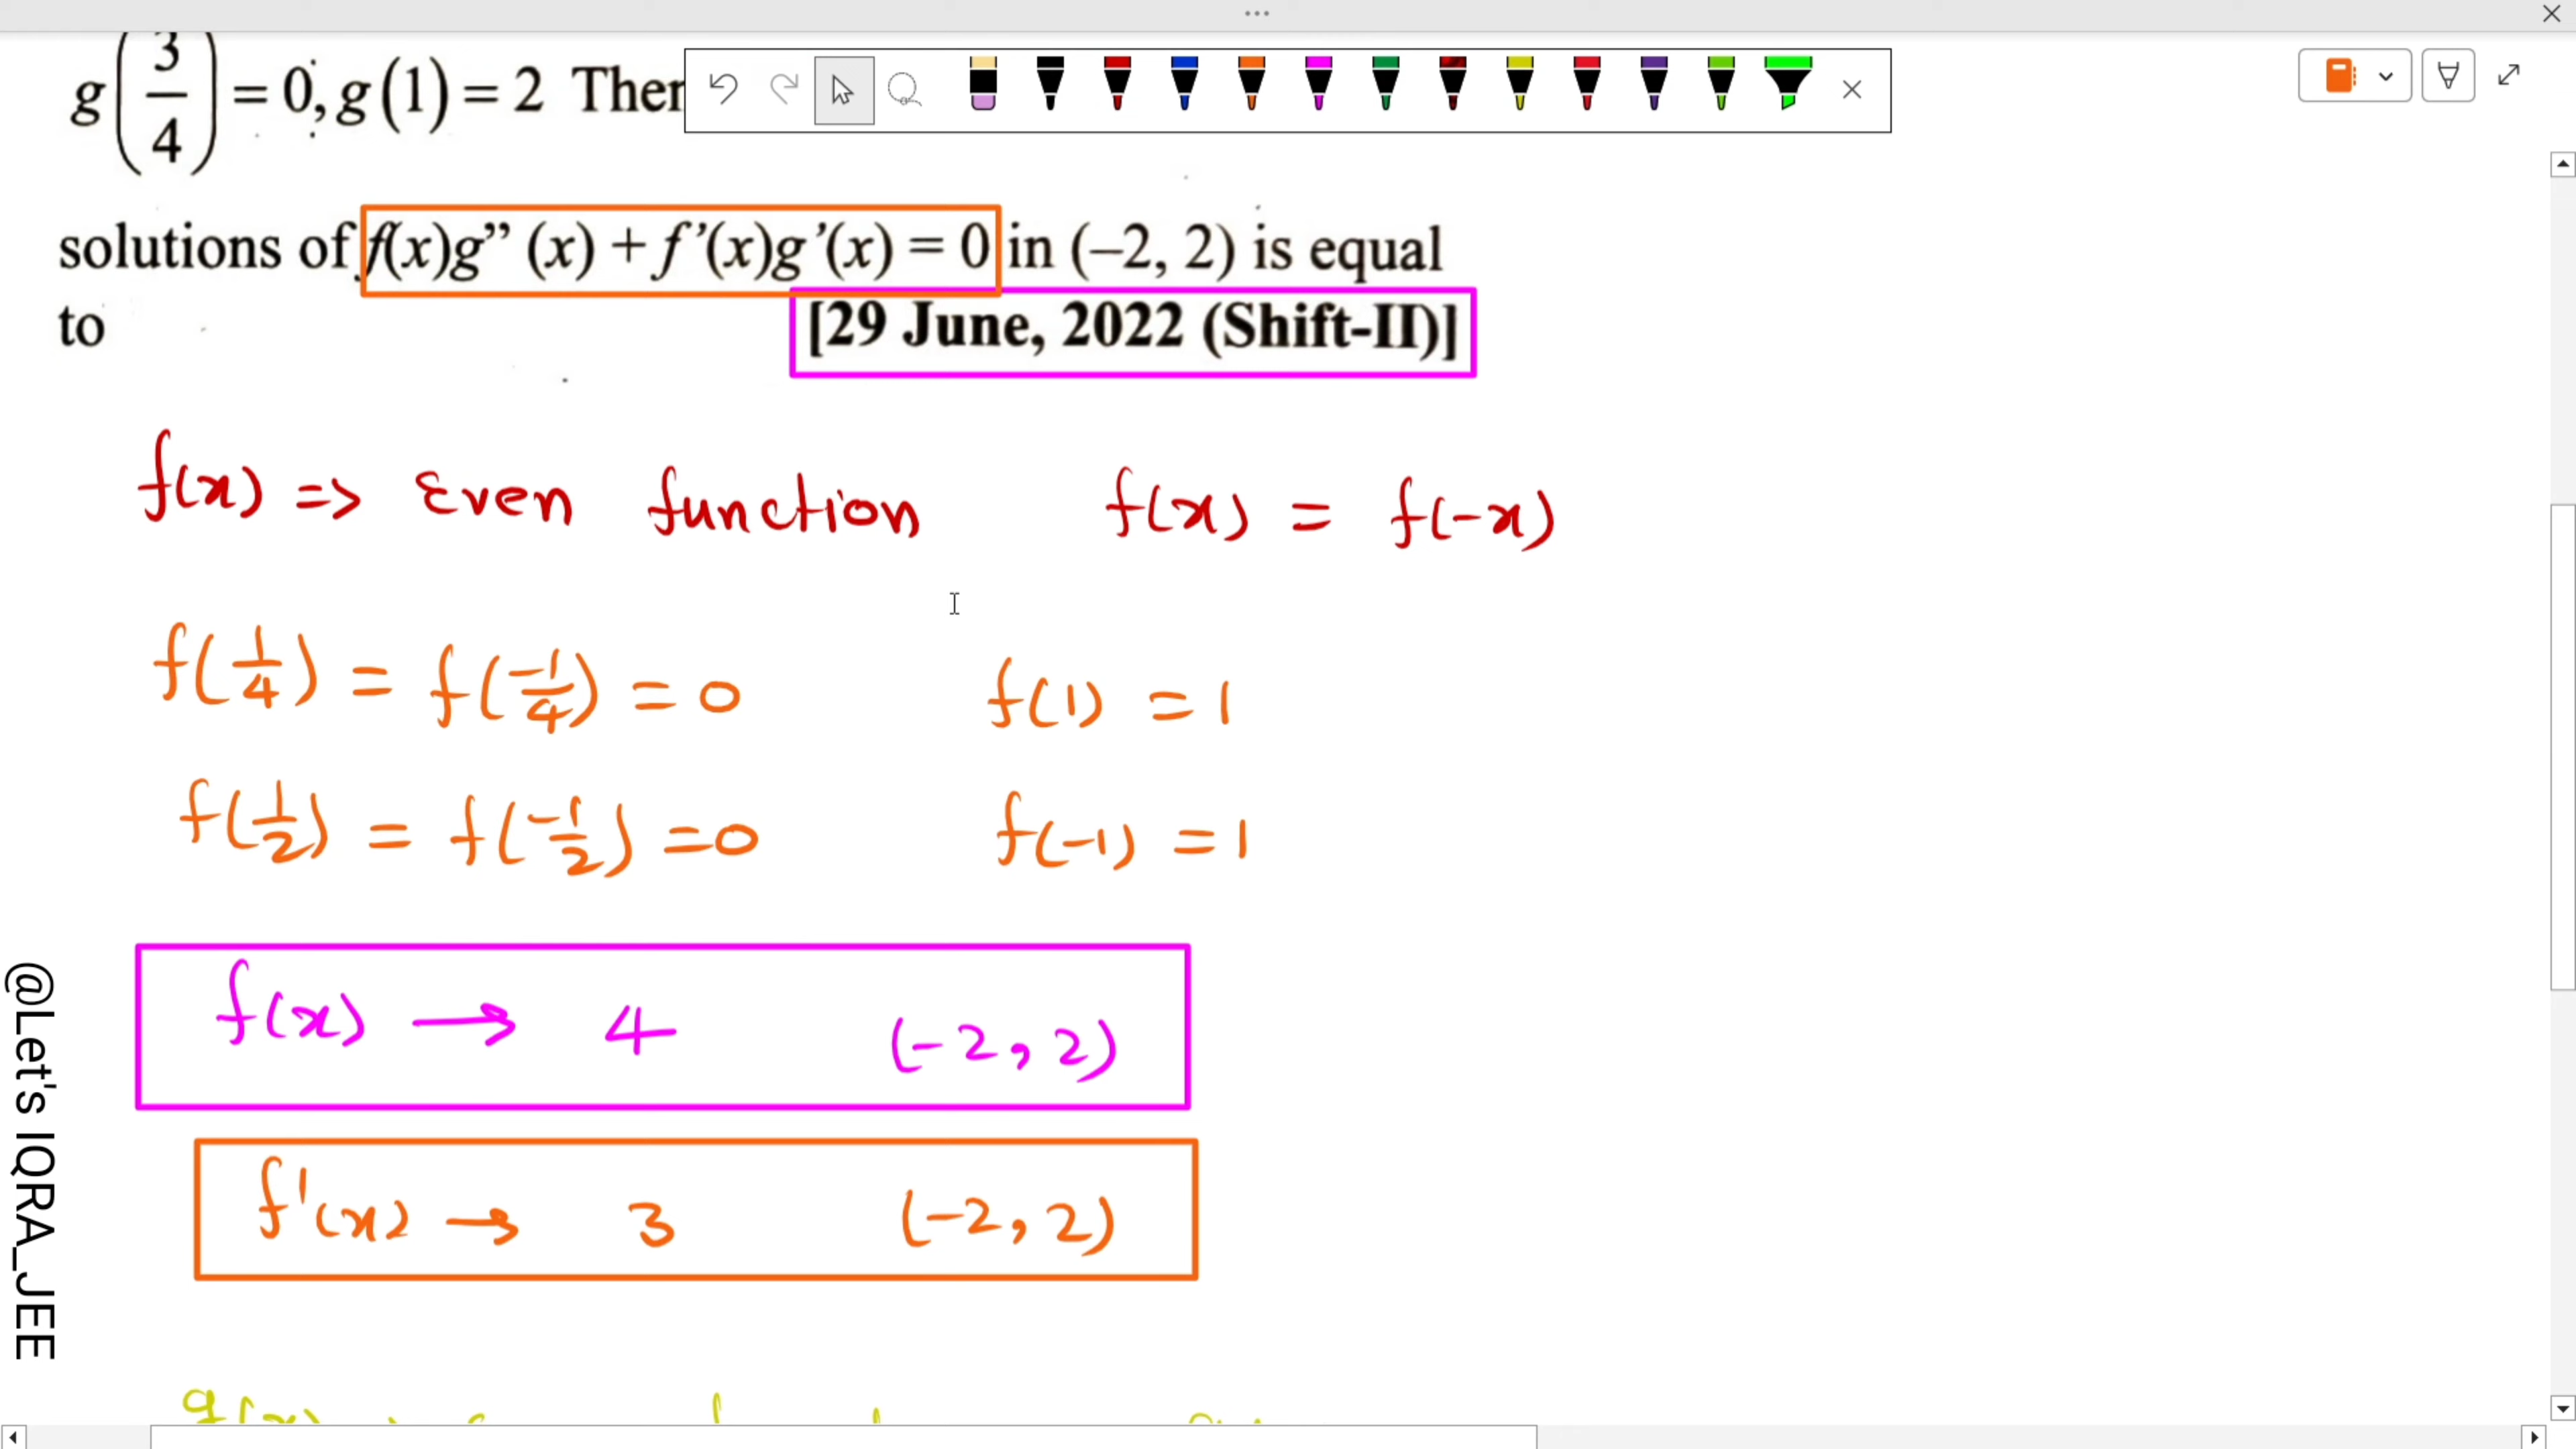 g(3/4) = 0, g(1) = 2 Then
solutions of f(x)g” (x) + f’(x)g’(x) = 0 in (–2, 2) is equal
to
[29 June, 2022 (Shift-II)]
f(x) => Even function f(x) = f(-x)
f(1/4) = f(-1/4) = 0 f(1) = 1
f(1/2) = f(-1/2) = 0 f(-1) = 1
f(x) → 4 (-2, 2)
f'(x) → 3 (-2, 2)
@Let's IQRA_JEE